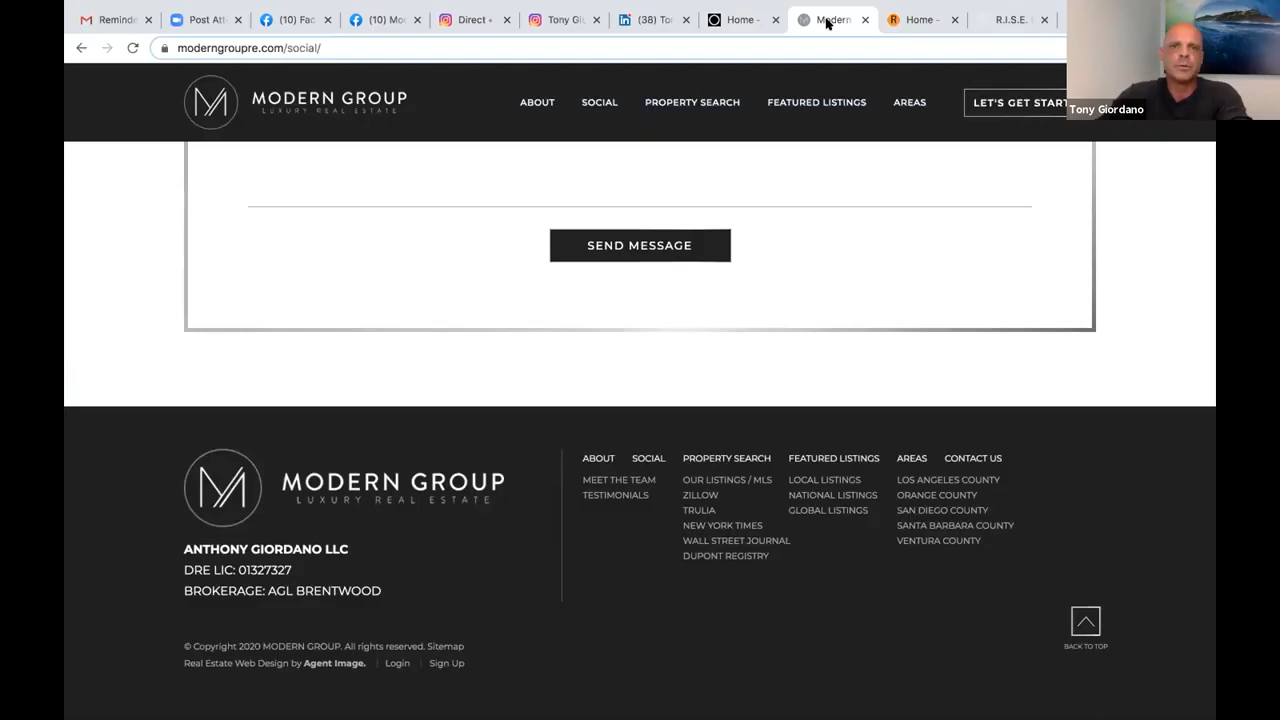 Reminde
Post Att
(10) Fac
(10) Mo
Direct •
Tony Gi
(38) To
Home -
Modern
Home -
R.I.S.E.
moderngroupre.com/social/
MODERN GROUP
LUXURY REAL ESTATE
ABOUT
SOCIAL
PROPERTY SEARCH
FEATURED LISTINGS
AREAS
LET'S GET START
Tony Giordano
SEND MESSAGE
MODERN GROUP
LUXURY REAL ESTATE
ANTHONY GIORDANO LLC
DRE LIC: 01327327
BROKERAGE: AGL BRENTWOOD
ABOUT
MEET THE TEAM
TESTIMONIALS
SOCIAL
PROPERTY SEARCH
OUR LISTINGS / MLS
ZILLOW
TRULIA
NEW YORK TIMES
WALL STREET JOURNAL
DUPONT REGISTRY
FEATURED LISTINGS
LOCAL LISTINGS
NATIONAL LISTINGS
GLOBAL LISTINGS
AREAS
LOS ANGELES COUNTY
ORANGE COUNTY
SAN DIEGO COUNTY
SANTA BARBARA COUNTY
VENTURA COUNTY
CONTACT US
© Copyright 2020 MODERN GROUP. All rights reserved. Sitemap
Real Estate Web Design by Agent Image. | Login | Sign Up
BACK TO TOP